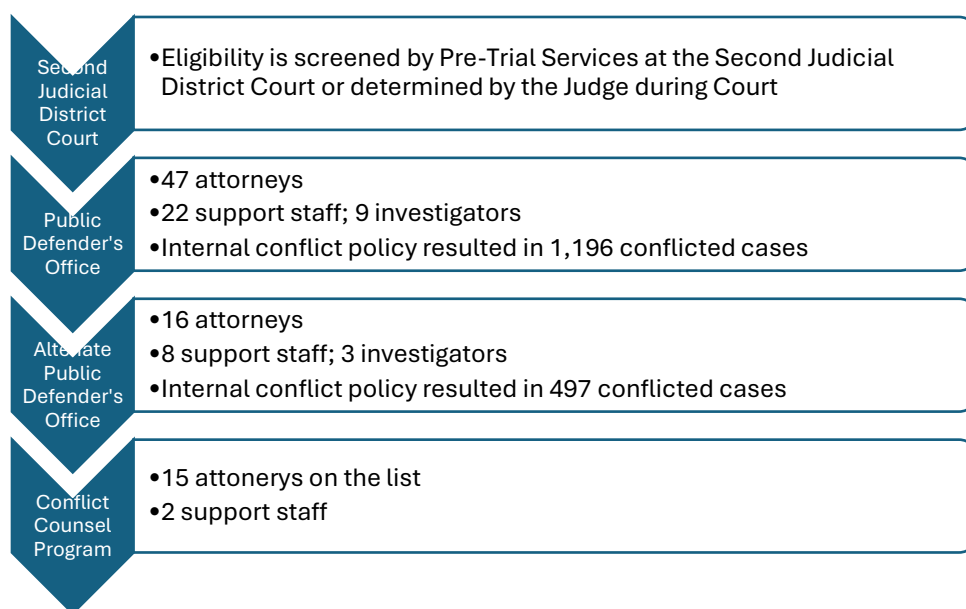 Second
Judicial
District
Court
•Eligibility is screened by Pre-Trial Services at the Second Judicial
District Court or determined by the Judge during Court
Public
Defender's
Office
•47 attorneys
•22 support staff; 9 investigators
•Internal conflict policy resulted in 1,196 conflicted cases
Alternate
Public
Defender's
Office
•16 attorneys
•8 support staff; 3 investigators
•Internal conflict policy resulted in 497 conflicted cases
Conflict
Counsel
Program
•15 attonerys on the list
•2 support staff